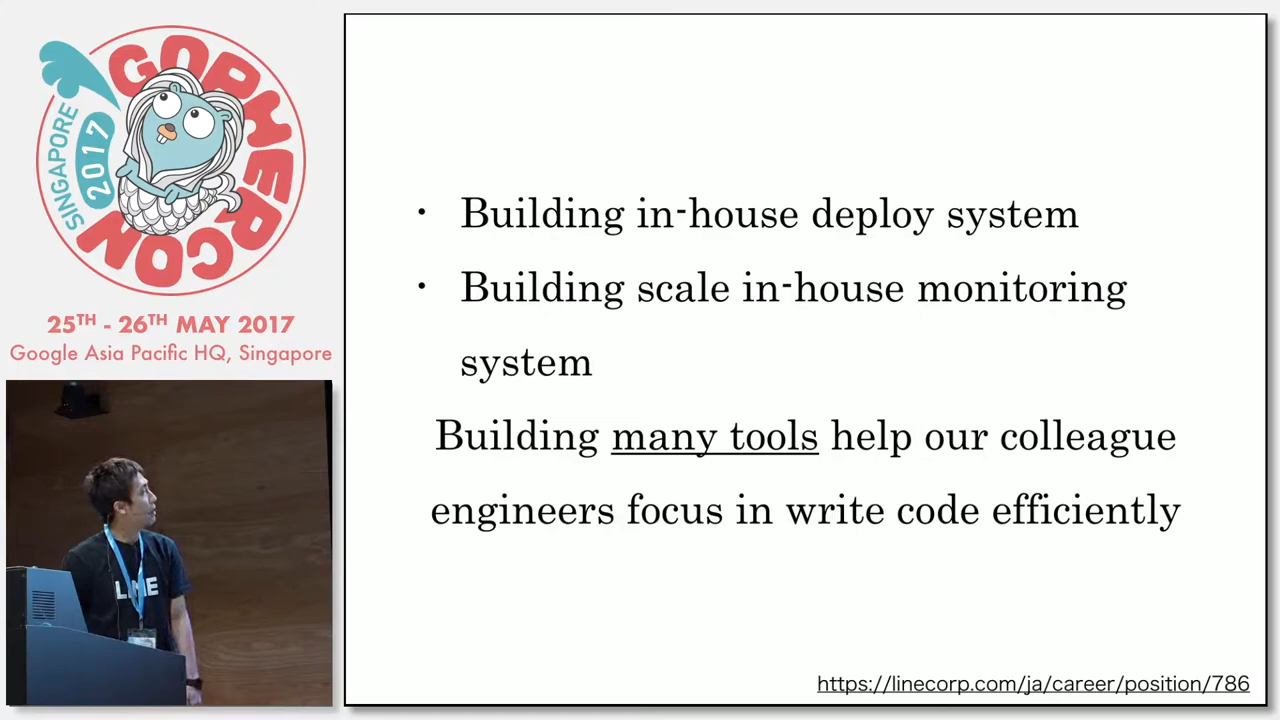 GOPHERCON
SINGAPORE
2017
25TH - 26TH MAY 2017
Google Asia Pacific HQ, Singapore
LINE
・ Building in-house deploy system
・ Building scale in-house monitoring
system
Building many tools help our colleague
engineers focus in write code efficiently
https://linecorp.com/ja/career/position/786